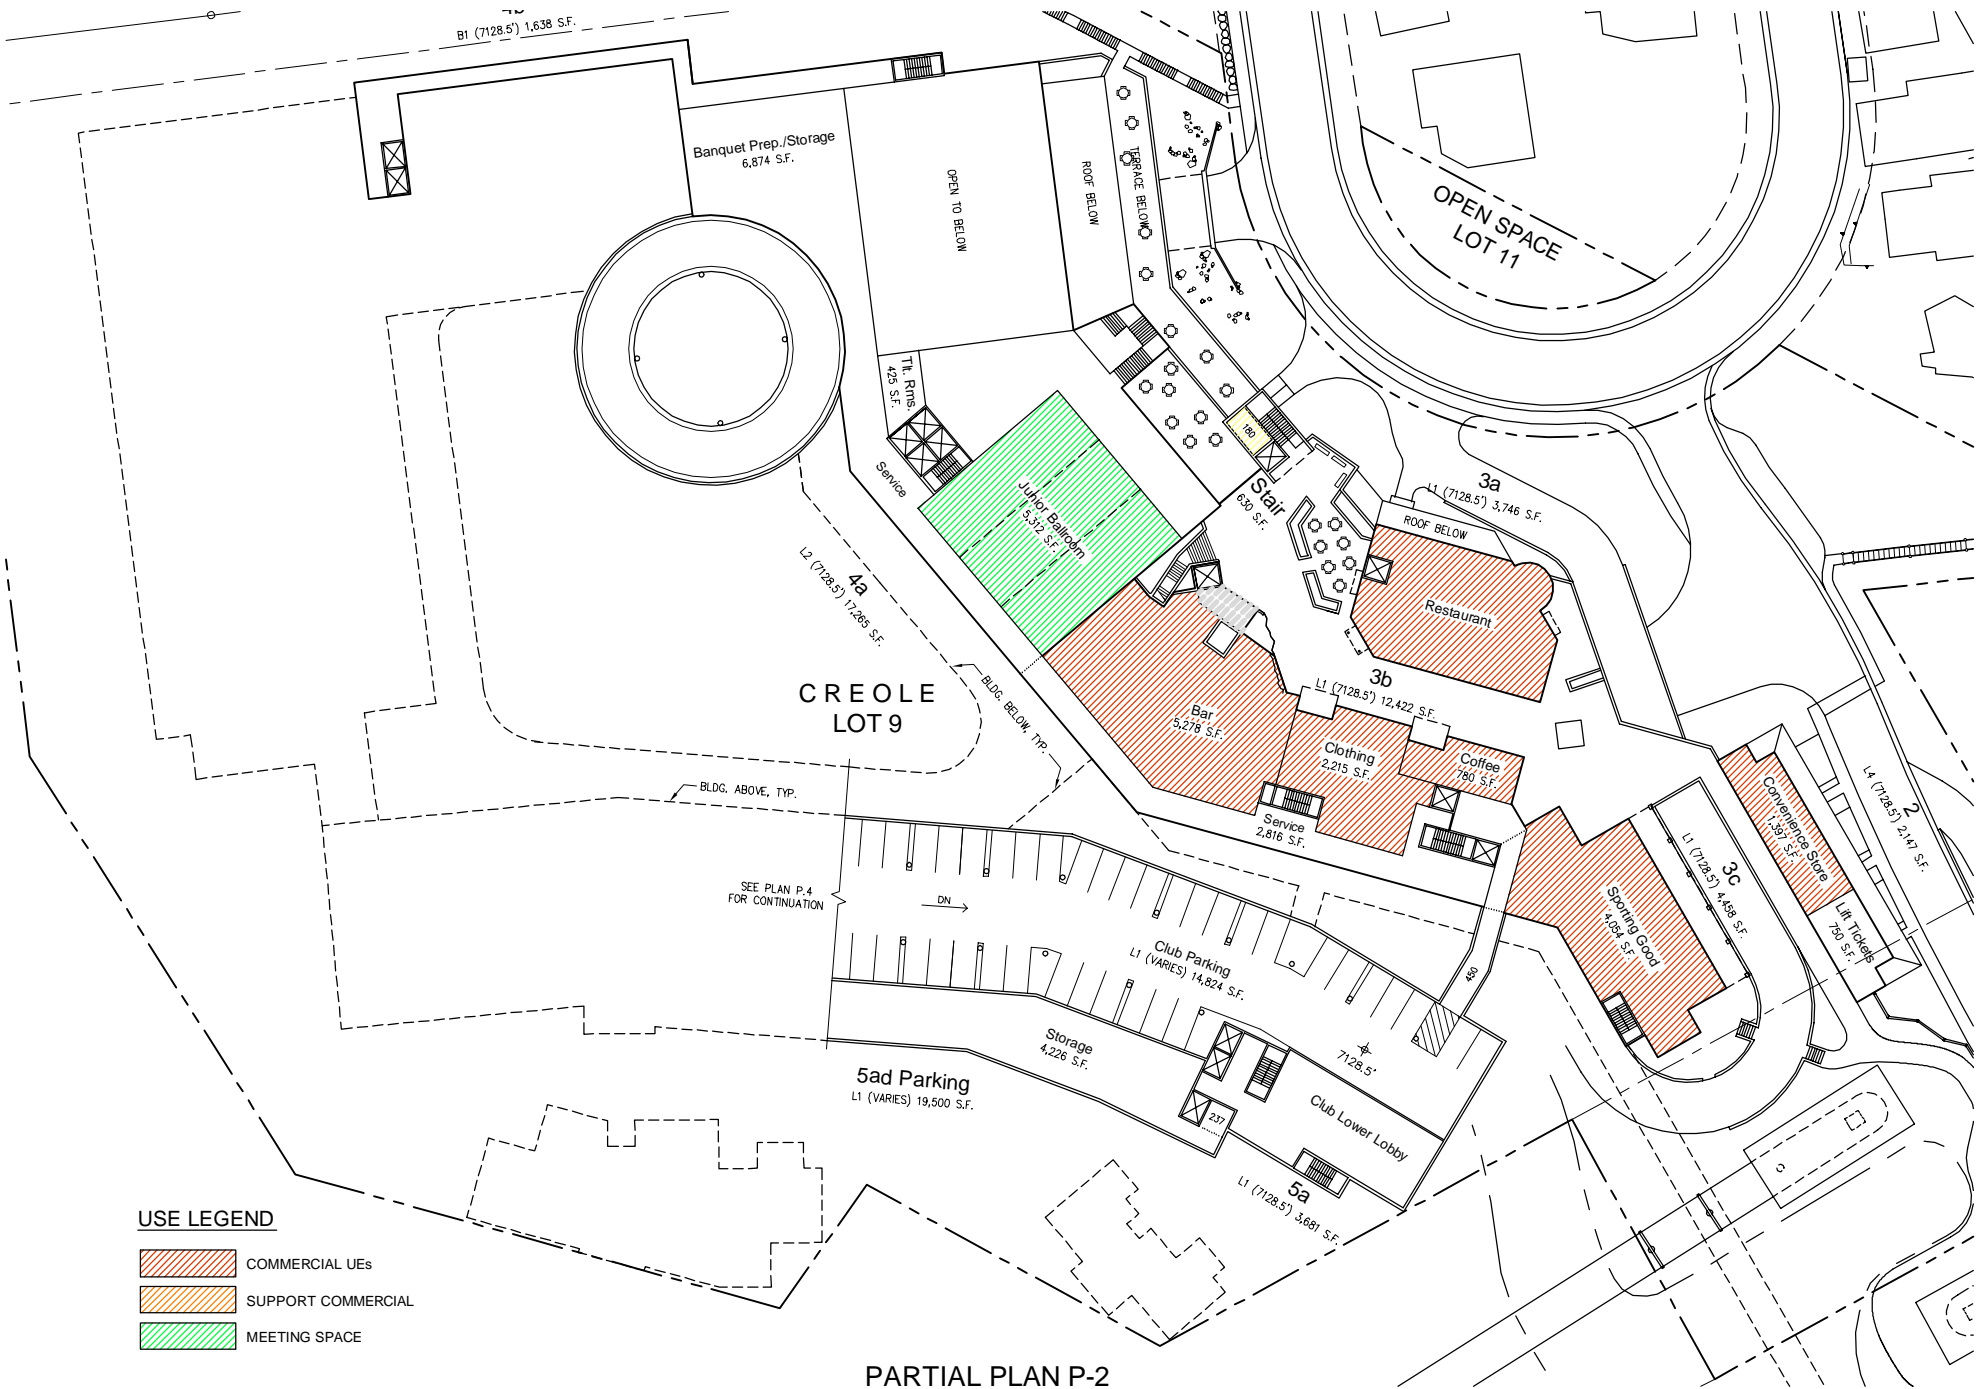 4b
B1 (7128.5') 1,638 S.F.
Banquet Prep./Storage
6,874 S.F.
OPEN TO BELOW
ROOF BELOW
TERRACE BELOW
OPEN SPACE
LOT 11
Tlt. Rms.
425 S.F.
Service
Junior Ballroom
5,312 S.F.
180
Stair
630 S.F.
3a
L1 (7128.5') 3,746 S.F.
ROOF BELOW
Restaurant
4a
L2 (7128.5') 17,265 S.F.
CREOLE
LOT 9
BLDG. BELOW, TYP.
BLDG. ABOVE, TYP.
3b
L1 (7128.5') 12,422 S.F.
Bar
5,278 S.F.
Clothing
2,215 S.F.
Coffee
780 S.F.
Service
2,816 S.F.
Convenience Store
1,397 S.F.
2
L4 (7128.5') 2,147 S.F.
3c
L1 (7128.5') 4,458 S.F.
Sporting Good
4,054 S.F.
Lift Tickets
750 S.F.
SEE PLAN P.4
FOR CONTINUATION
DN
Club Parking
L1 (VARIES) 14,824 S.F.
450
Storage
4,226 S.F.
7128.5'
5ad Parking
L1 (VARIES) 19,500 S.F.
237
Club Lower Lobby
5a
L1 (7128.5') 3,681 S.F.
USE LEGEND
COMMERCIAL UEs
SUPPORT COMMERCIAL
MEETING SPACE
PARTIAL PLAN P-2